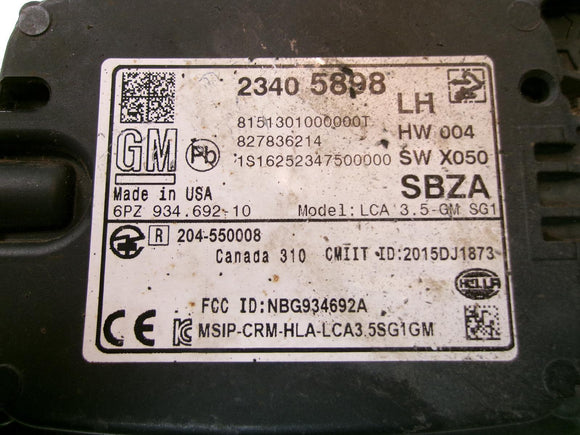 2340 5898
LH
8151301000000T
HW 004
GM
Pb
827836214
1S16252347500000
SW X050
SBZA
Made in USA
6PZ 934.692-10
Model: LCA 3.5-GM SG1
R 204-550008
Canada 310
CMIIT ID:2015DJ1873
HELLA
FCC ID:NBG934692A
CE
MSIP-CRM-HLA-LCA3.5SG1GM